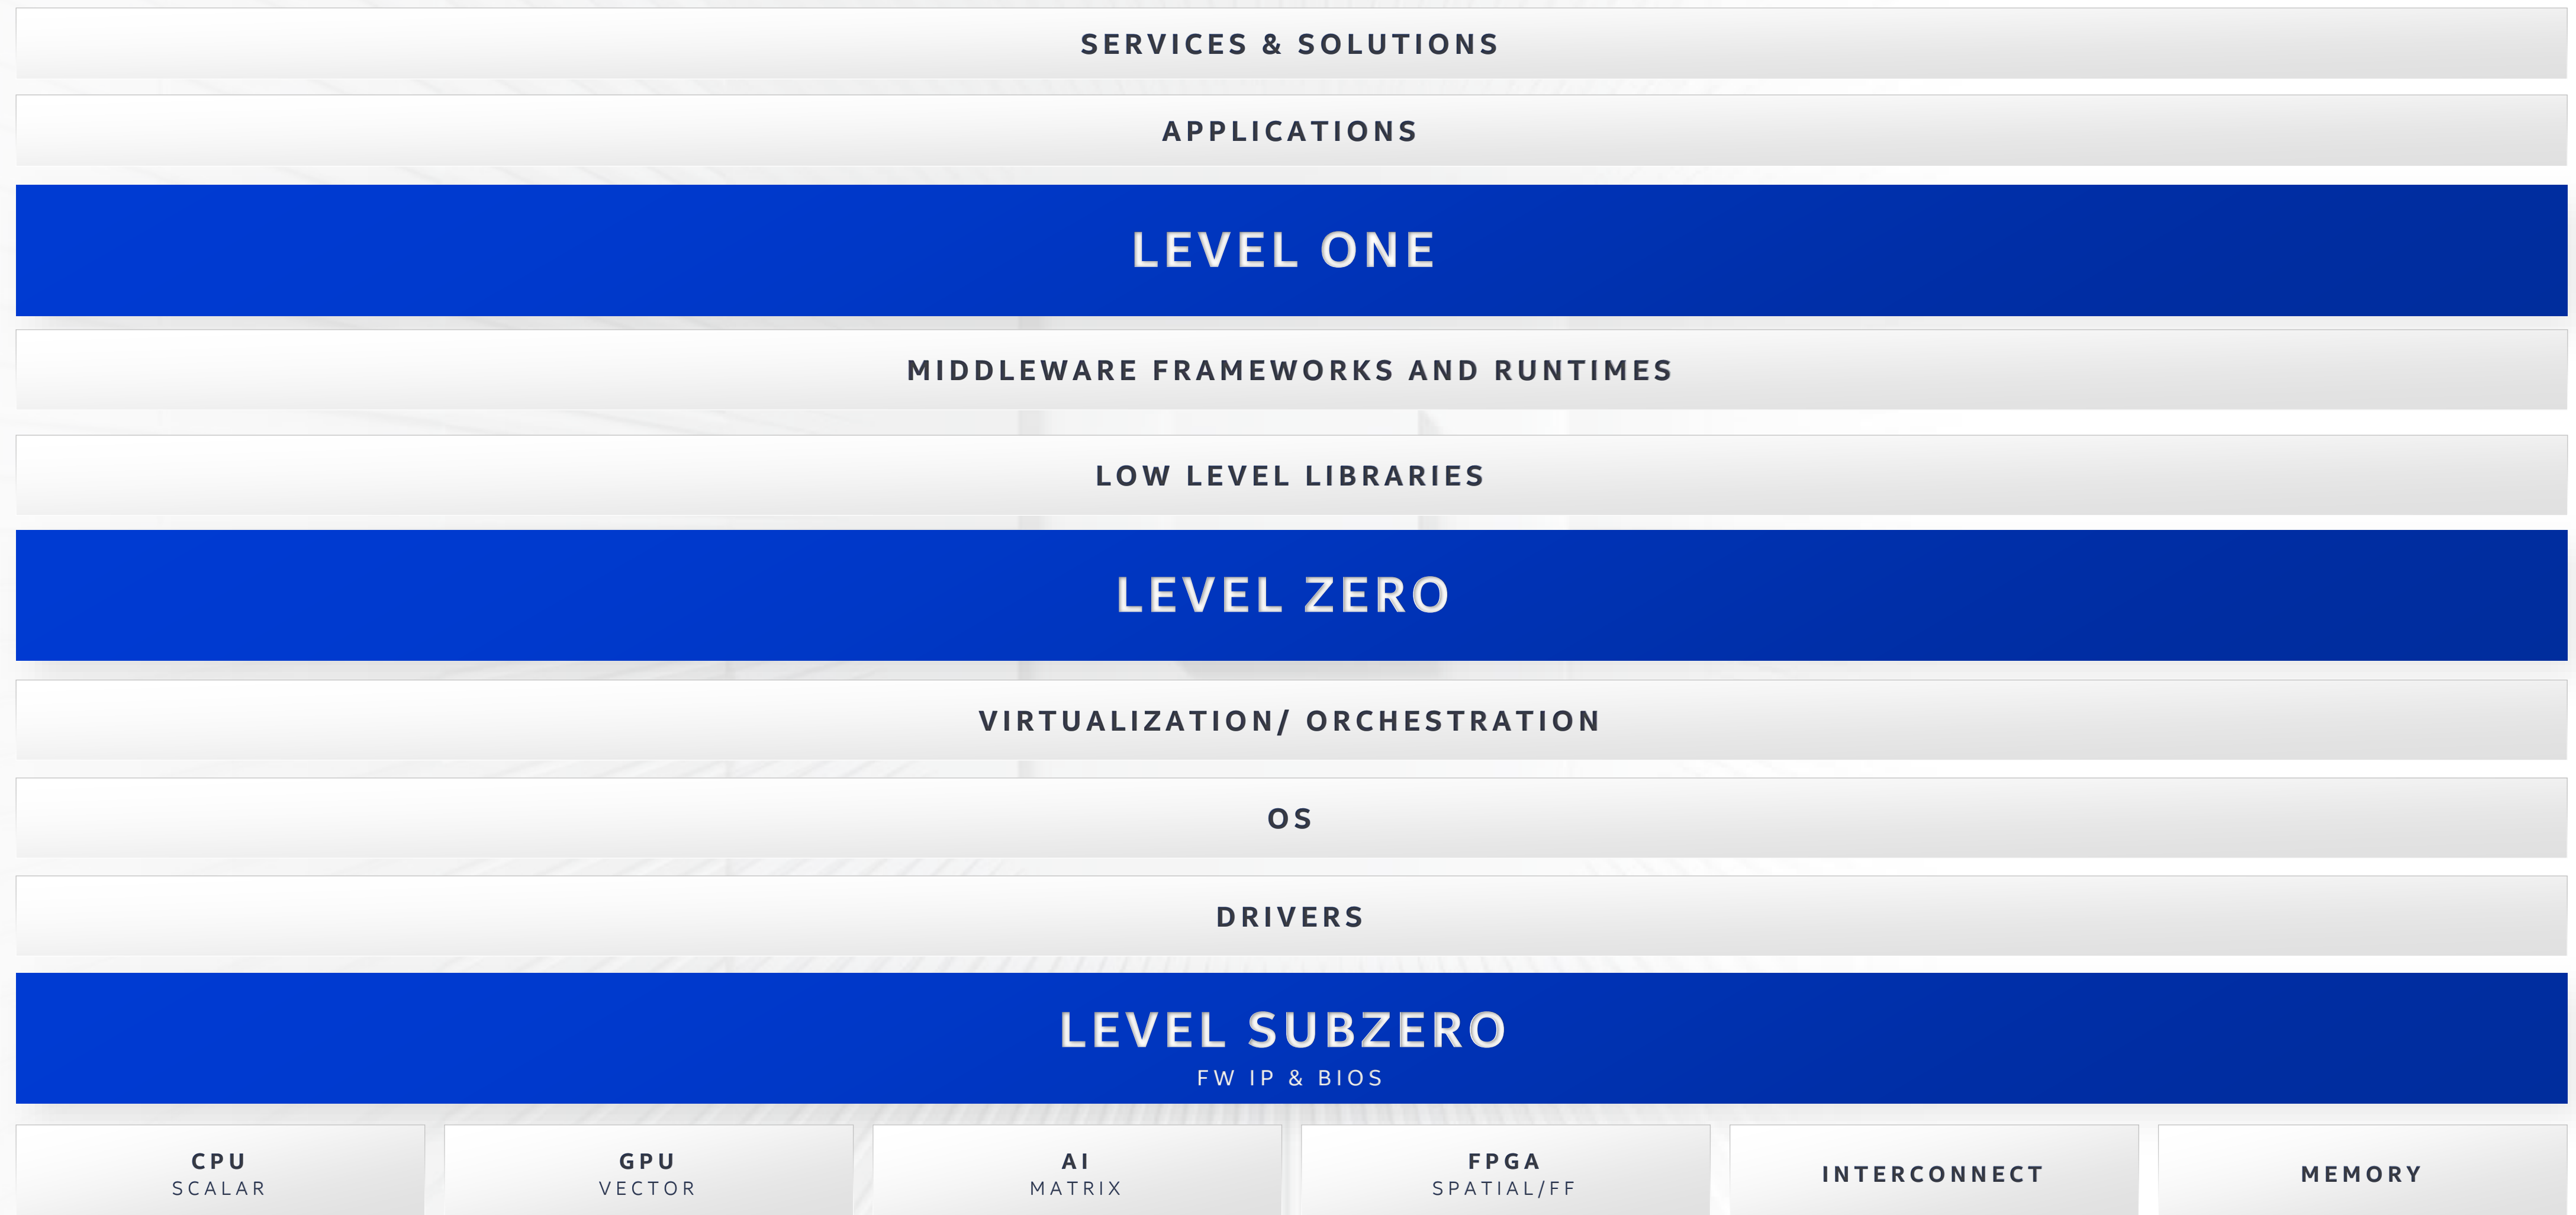 SERVICES & SOLUTIONS
APPLICATIONS
LEVEL ONE
MIDDLEWARE FRAMEWORKS AND RUNTIMES
LOW LEVEL LIBRARIES
LEVEL ZERO
VIRTUALIZATION/ ORCHESTRATION
OS
DRIVERS
LEVEL SUBZERO
FW IP & BIOS
CPU
SCALAR
GPU
VECTOR
AI
MATRIX
FPGA
SPATIAL/FF
INTERCONNECT
MEMORY